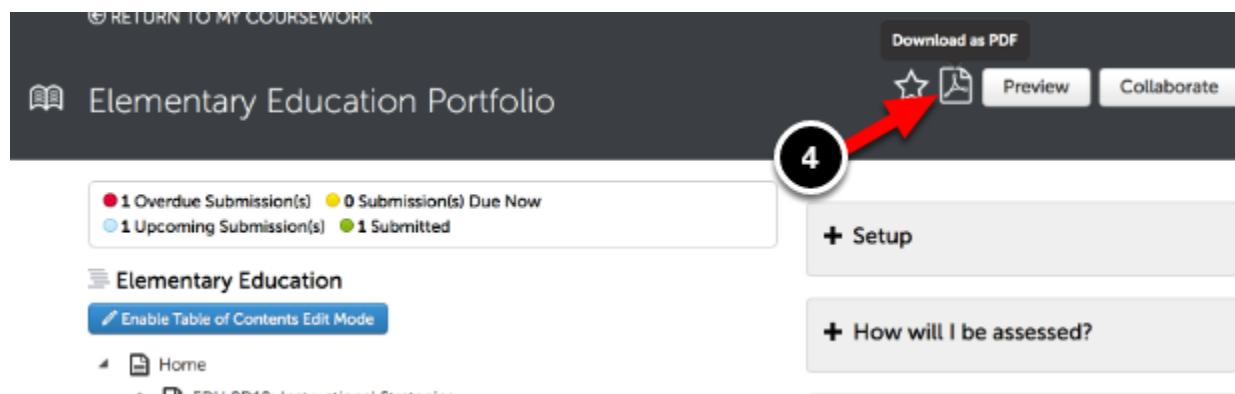 RETURN TO MY COURSEWORK
Download as PDF
Elementary Education Portfolio
Preview
Collaborate
4
1 Overdue Submission(s) 0 Submission(s) Due Now
1 Upcoming Submission(s) 1 Submitted
+ Setup
Elementary Education
Enable Table of Contents Edit Mode
+ How will I be assessed?
Home